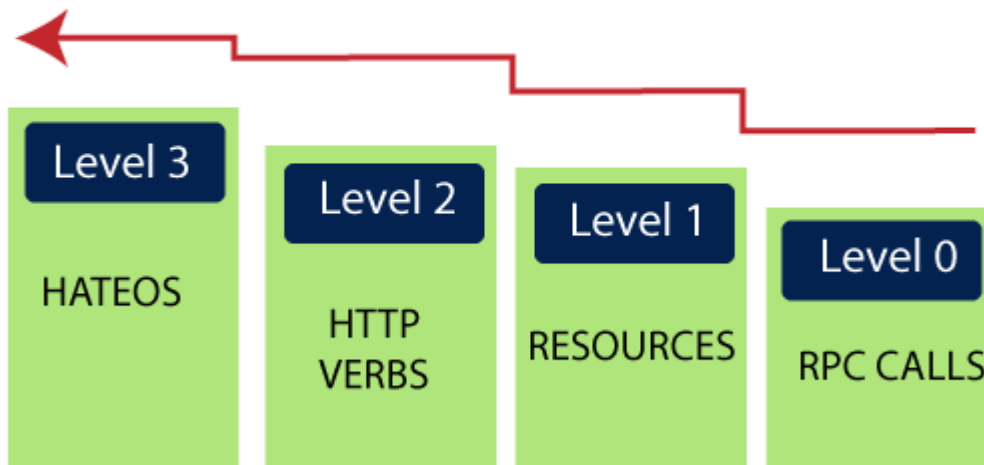 Level 3
HATEOS
Level 2
HTTP
VERBS
Level 1
RESOURCES
Level 0
RPC CALLS